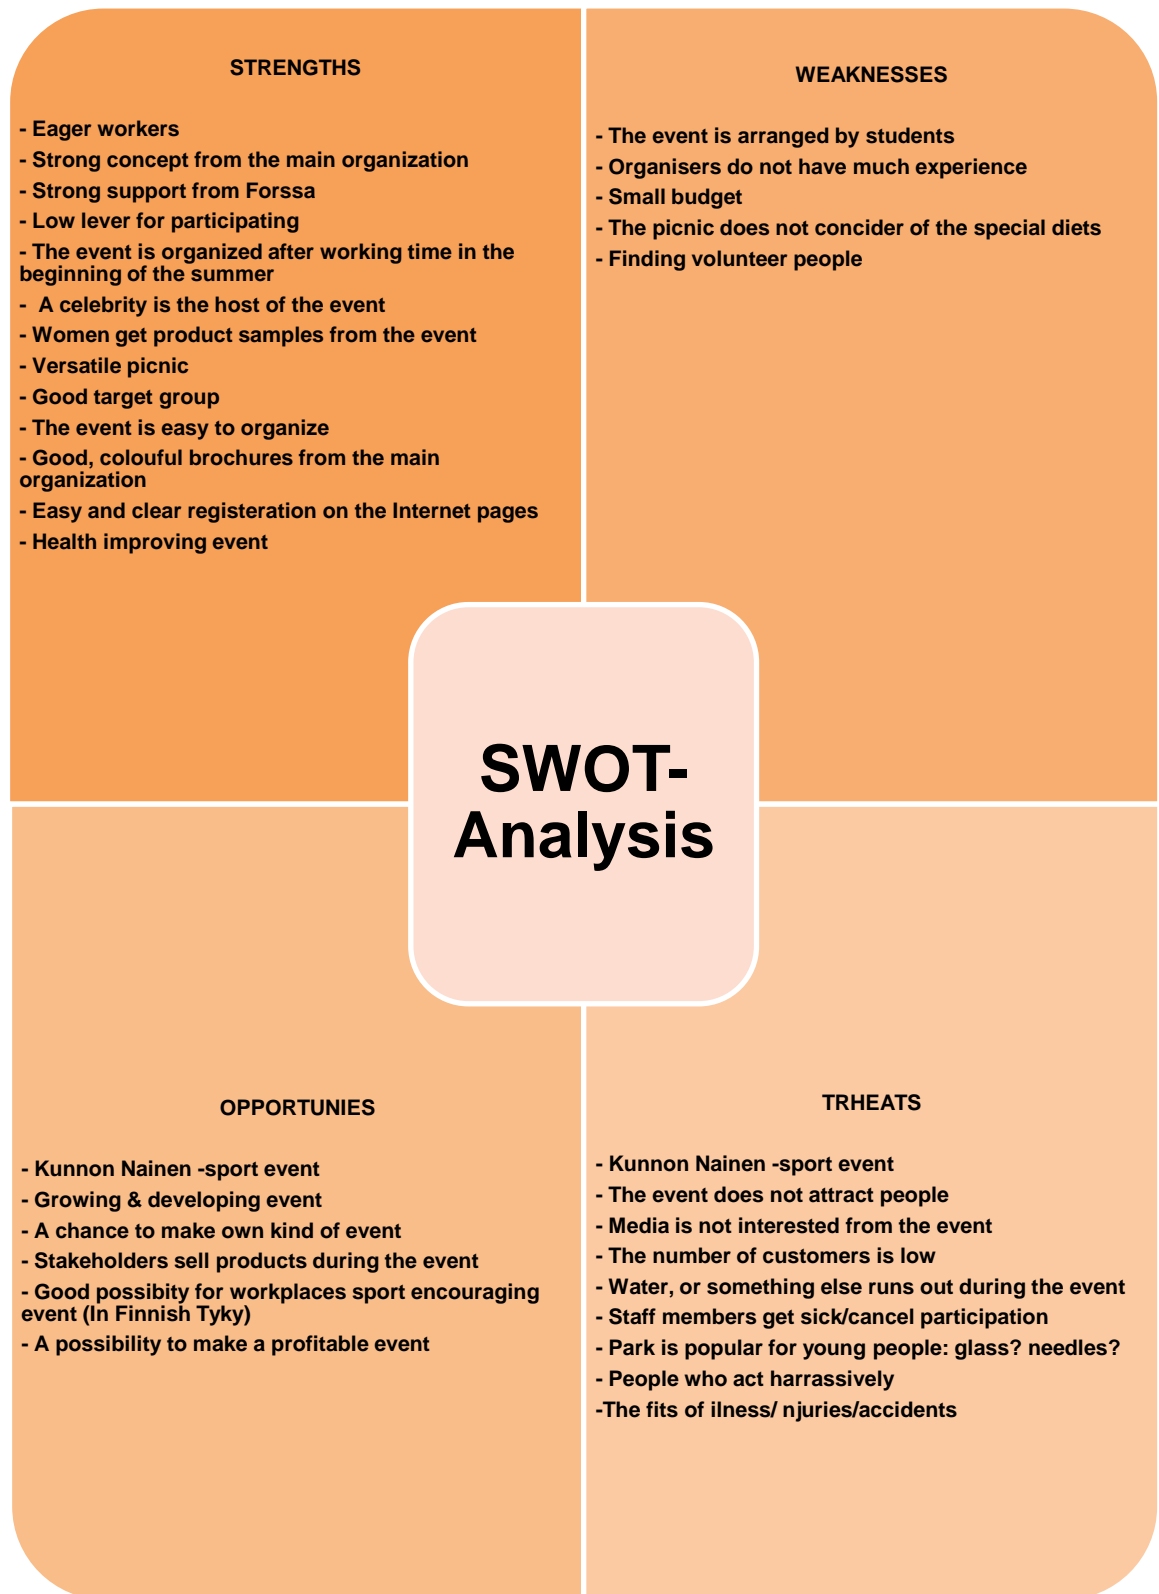 STRENGTHS
- Eager workers
- Strong concept from the main organization
- Strong support from Forssa
- Low lever for participating
- The event is organized after working time in the
beginning of the summer
-  A celebrity is the host of the event
- Women get product samples from the event
- Versatile picnic
- Good target group
- The event is easy to organize
- Good, colouful brochures from the main
organization
- Easy and clear registeration on the Internet pages
- Health improving event
WEAKNESSES
- The event is arranged by students
- Organisers do not have much experience
- Small budget
- The picnic does not concider of the special diets
- Finding volunteer people
SWOT-
Analysis
OPPORTUNIES
- Kunnon Nainen -sport event
- Growing & developing event
- A chance to make own kind of event
- Stakeholders sell products during the event
- Good possibity for workplaces sport encouraging
event (In Finnish Tyky)
- A possibility to make a profitable event
TRHEATS
- Kunnon Nainen -sport event
- The event does not attract people
- Media is not interested from the event
- The number of customers is low
- Water, or something else runs out during the event
- Staff members get sick/cancel participation
- Park is popular for young people: glass? needles?
- People who act harrassively
-The fits of ilness/ njuries/accidents